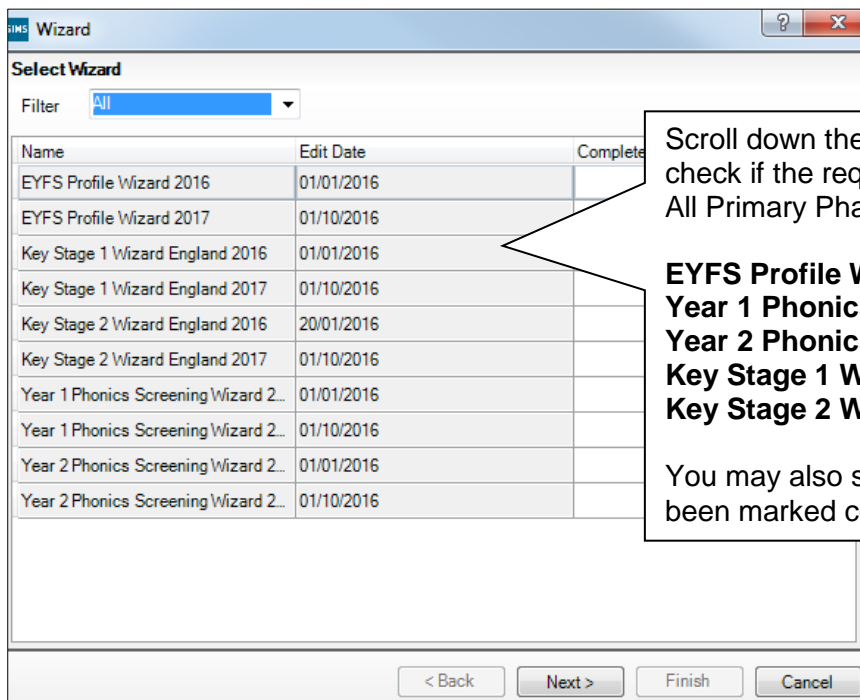 SIMS Wizard
Select Wizard
Filter All
Name Edit Date Complete
EYFS Profile Wizard 2016 01/01/2016
EYFS Profile Wizard 2017 01/10/2016
Key Stage 1 Wizard England 2016 01/01/2016
Key Stage 1 Wizard England 2017 01/10/2016
Key Stage 2 Wizard England 2016 20/01/2016
Key Stage 2 Wizard England 2017 01/10/2016
Year 1 Phonics Screening Wizard 2... 01/01/2016
Year 1 Phonics Screening Wizard 2... 01/10/2016
Year 2 Phonics Screening Wizard 2... 01/01/2016
Year 2 Phonics Screening Wizard 2... 01/10/2016
Scroll down the
check if the req
All Primary Pha
EYFS Profile W
Year 1 Phonic
Year 2 Phonic
Key Stage 1 W
Key Stage 2 W
You may also s
been marked c
< Back Next > Finish Cancel